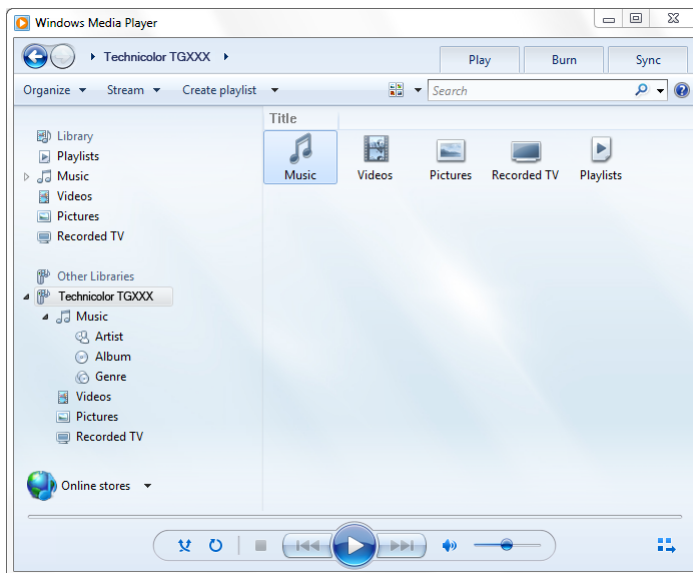 Windows Media Player
Technicolor TGXXX
Play Burn Sync
Organize Stream Create playlist Search
Title
Library
Playlists
Music
Videos
Pictures
Recorded TV
Music Videos Pictures Recorded TV Playlists
Other Libraries
Technicolor TGXXX
Music
Artist
Album
Genre
Videos
Pictures
Recorded TV
Online stores